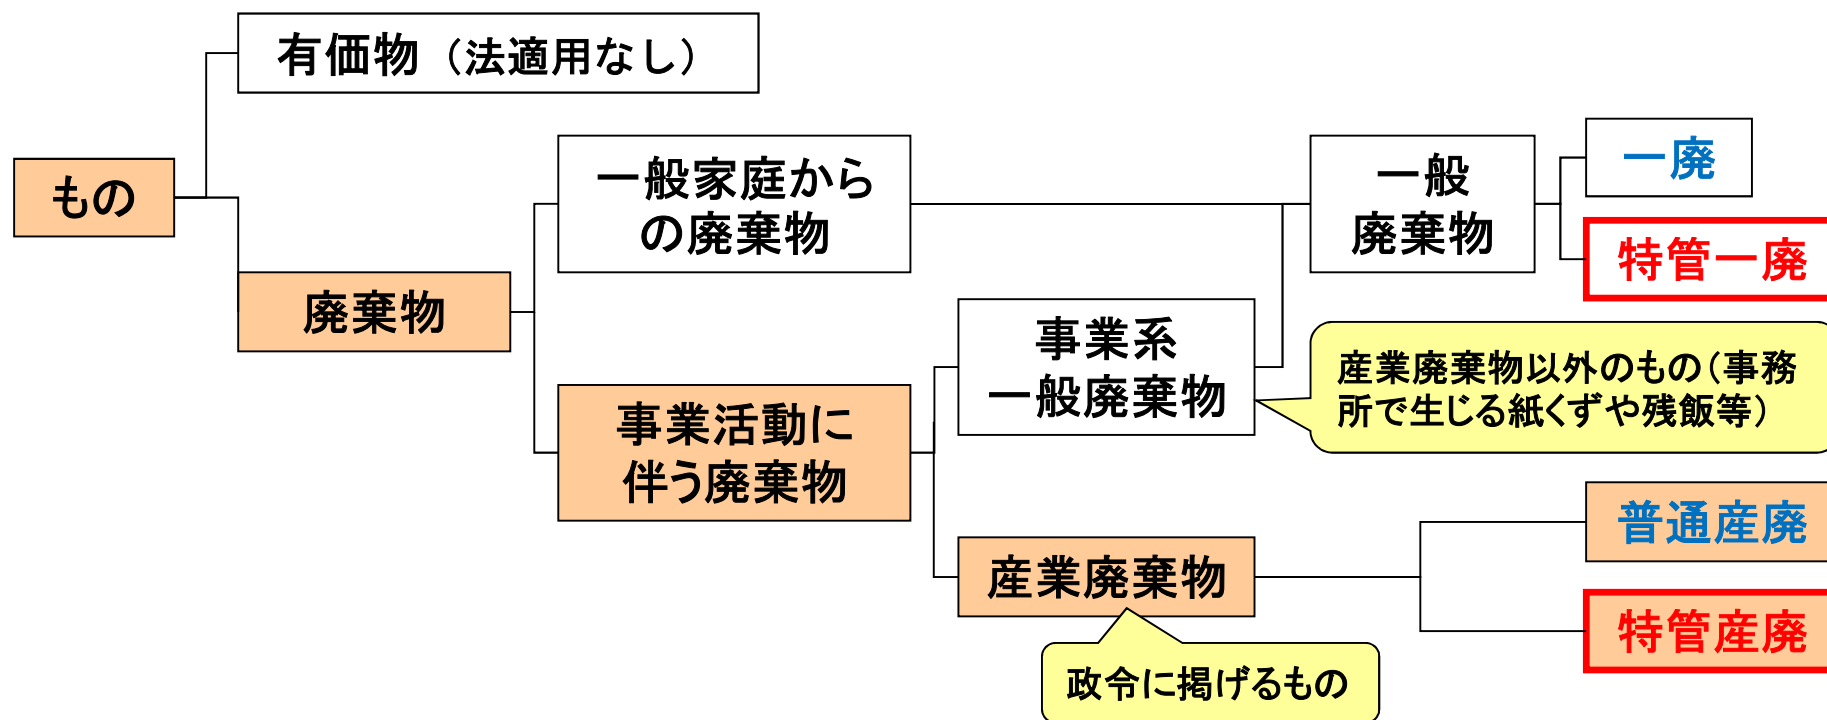 有価物（法適用なし）
もの
一般家庭から
の廃棄物
一般
廃棄物
一廃
特管一廃
廃棄物
事業系
一般廃棄物
産業廃棄物以外のもの（事務
所で生じる紙くずや残飯等）
事業活動に
伴う廃棄物
産業廃棄物
普通産廃
特管産廃
政令に掲げるもの